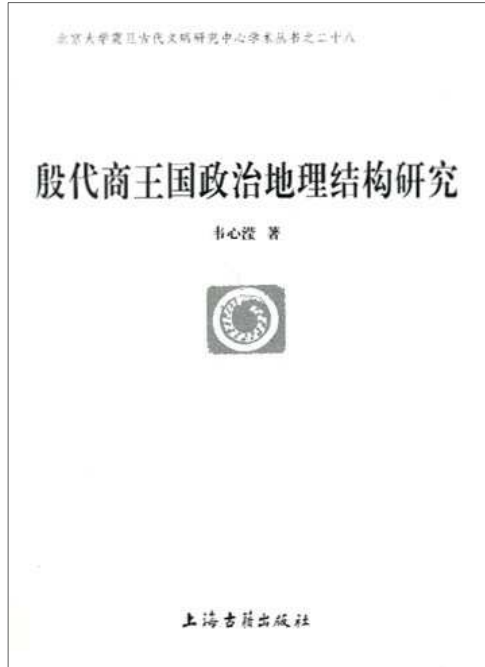 北京大学震旦古代文明研究中心学术丛书之二十八
殷代商王国政治地理结构研究
韦心滢 著
上海古籍出版社